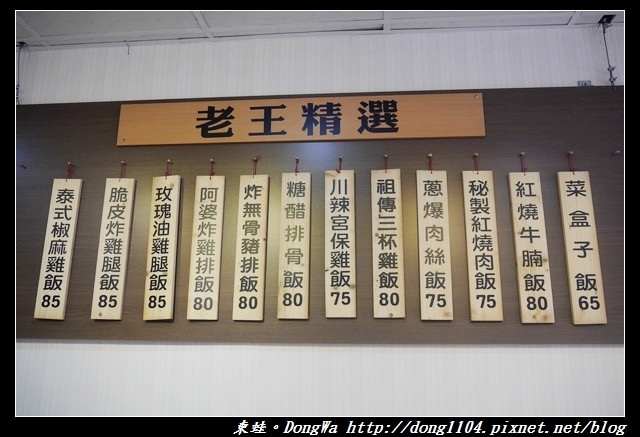 老王精選
泰式椒麻雞飯 85
脆皮炸雞腿飯 85
玫瑰油雞腿飯 85
阿婆炸雞排飯 80
炸無骨豬排飯 80
糖醋排骨飯 80
川辣宮保雞飯 75
祖傳三杯雞飯 80
蔥爆肉絲飯 75
秘製紅燒肉飯 75
紅燒牛腩飯 80
菜盒子飯 65
東蛙。DongWa http://dong1104.pixnet.net/blog